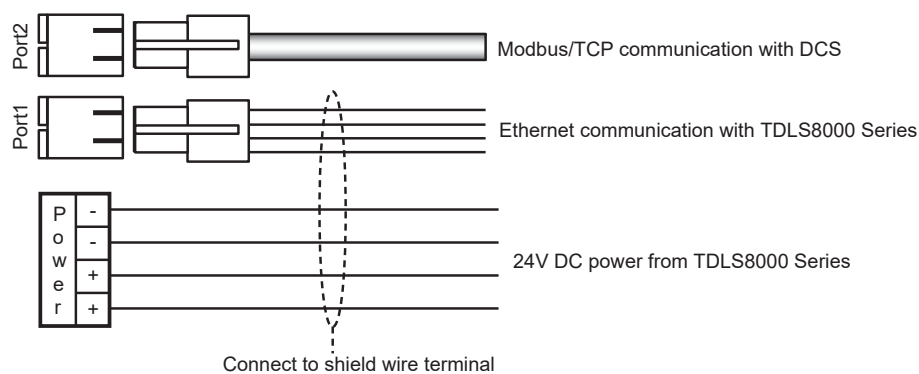 Port2
Modbus/TCP communication with DCS
Port1
Ethernet communication with TDLS8000 Series
Power
-
-
+
+
24V DC power from TDLS8000 Series
Connect to shield wire terminal